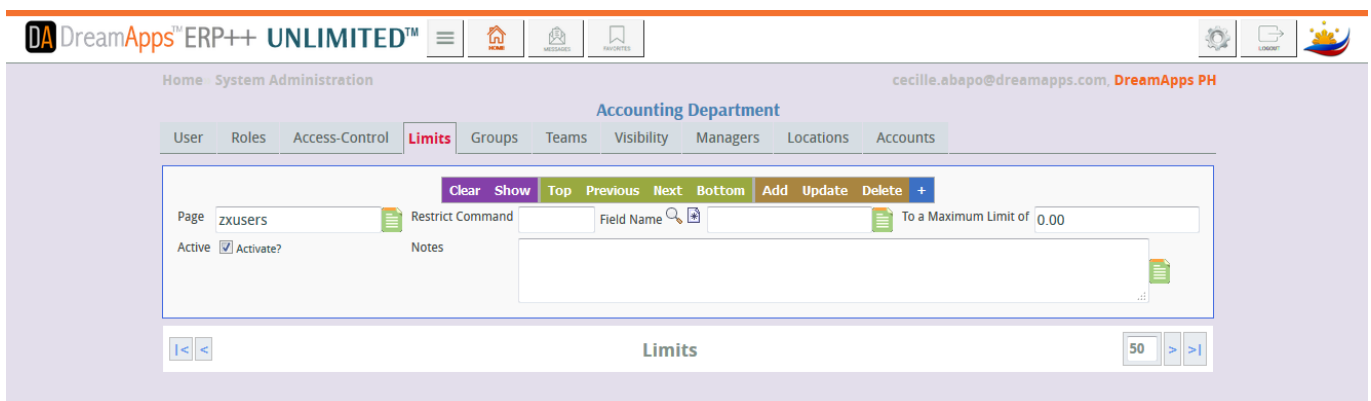 DA DreamApps™ ERP++ UNLIMITED™ HOME MESSAGES FAVORITES LOGOUT
Home System Administration cecille.abapo@dreamapps.com, DreamApps PH
Accounting Department
User Roles Access-Control Limits Groups Teams Visibility Managers Locations Accounts
Clear Show Top Previous Next Bottom Add Update Delete +
Page zxusers Restrict Command Field Name To a Maximum Limit of 0.00
Active Activate? Notes
|< < Limits 50 > >|